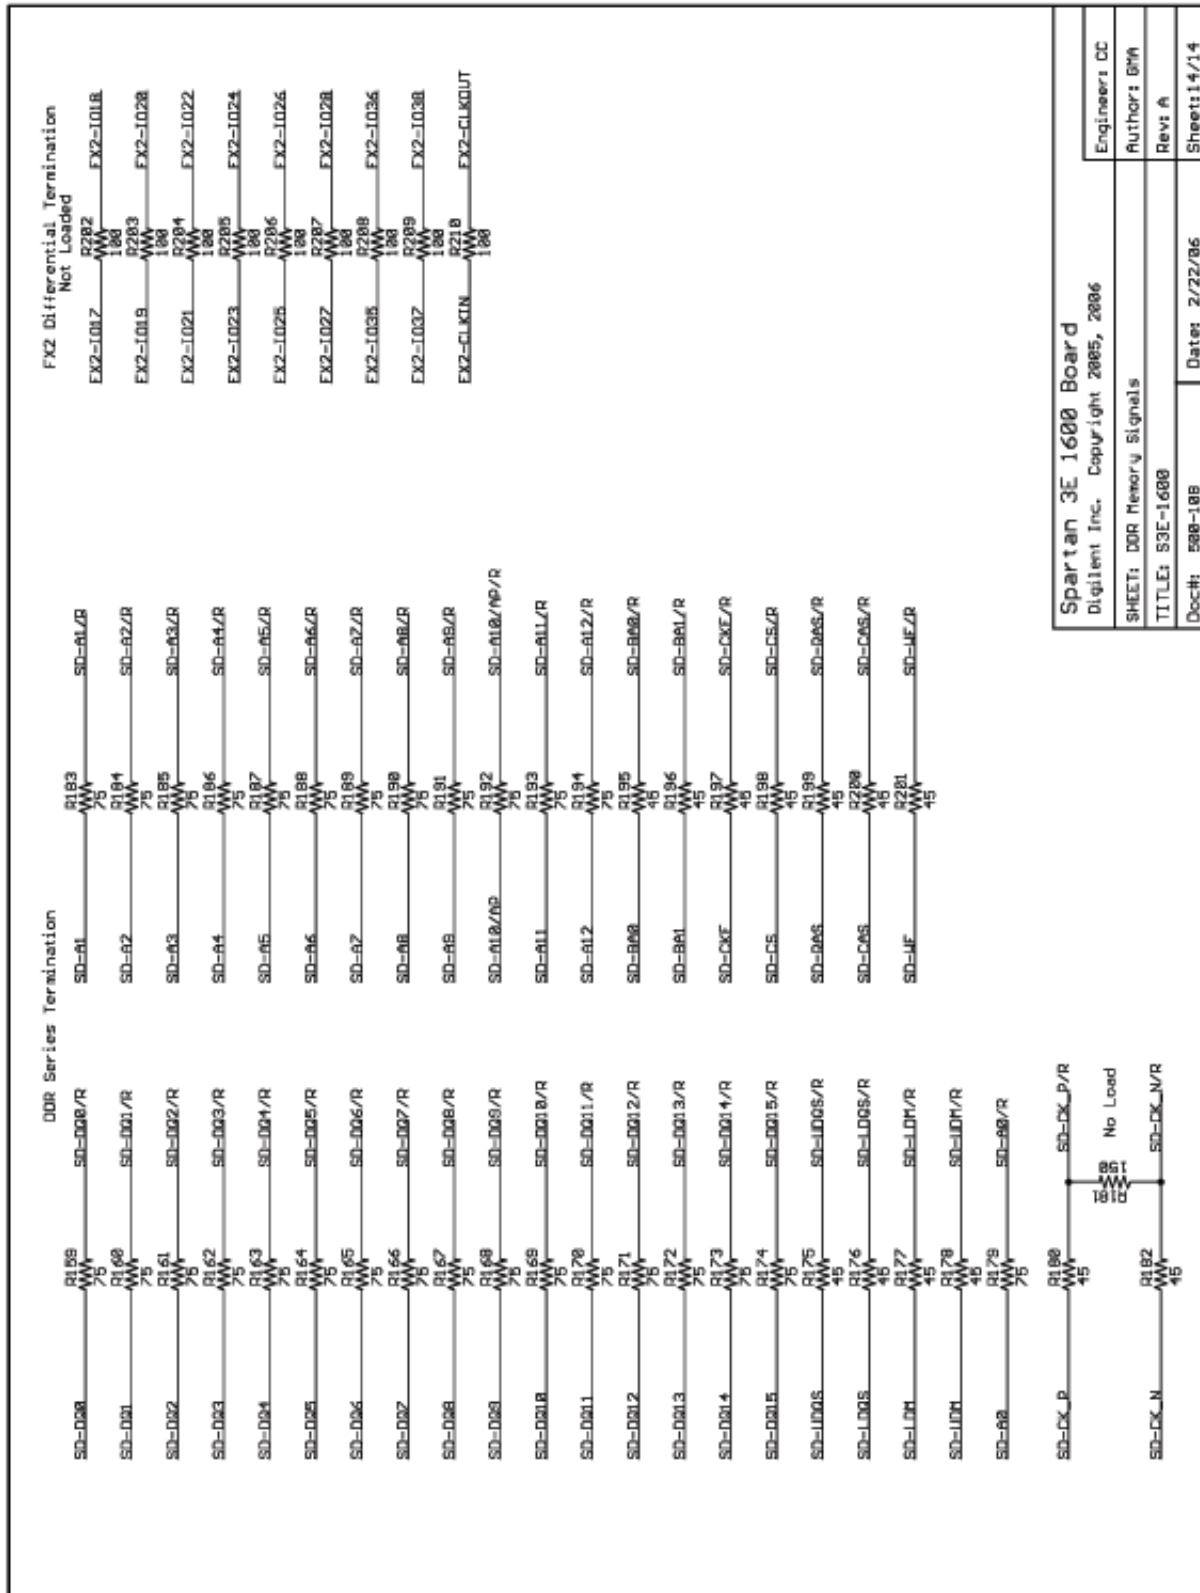 DDR Series Termination
SD-DQ0 R159 75 SD-DQ0/R
SD-DQ1 R160 75 SD-DQ1/R
SD-DQ2 R161 75 SD-DQ2/R
SD-DQ3 R162 75 SD-DQ3/R
SD-DQ4 R163 75 SD-DQ4/R
SD-DQ5 R164 75 SD-DQ5/R
SD-DQ6 R165 75 SD-DQ6/R
SD-DQ7 R166 75 SD-DQ7/R
SD-DQ8 R167 75 SD-DQ8/R
SD-DQ9 R168 75 SD-DQ9/R
SD-DQ10 R169 75 SD-DQ10/R
SD-DQ11 R170 75 SD-DQ11/R
SD-DQ12 R171 75 SD-DQ12/R
SD-DQ13 R172 75 SD-DQ13/R
SD-DQ14 R173 75 SD-DQ14/R
SD-DQ15 R174 75 SD-DQ15/R
SD-UDQS R175 45 SD-UDQS/R
SD-LDQS R176 45 SD-LDQS/R
SD-LDM R177 45 SD-LDM/R
SD-UDM R178 45 SD-UDM/R
SD-A0 R179 75 SD-A0/R
SD-CK_P R180 45 SD-CK_P/R
R181 150 No Load
SD-CK_N R182 45 SD-CK_N/R
SD-A1 R183 75 SD-A1/R
SD-A2 R184 75 SD-A2/R
SD-A3 R185 75 SD-A3/R
SD-A4 R186 75 SD-A4/R
SD-A5 R187 75 SD-A5/R
SD-A6 R188 75 SD-A6/R
SD-A7 R189 75 SD-A7/R
SD-A8 R190 75 SD-A8/R
SD-A9 R191 75 SD-A9/R
SD-A10/AP R192 75 SD-A10/AP/R
SD-A11 R193 75 SD-A11/R
SD-A12 R194 75 SD-A12/R
SD-BA0 R195 45 SD-BA0/R
SD-BA1 R196 45 SD-BA1/R
SD-CKE R197 45 SD-CKE/R
SD-CS R198 45 SD-CS/R
SD-RAS R199 45 SD-RAS/R
SD-CAS R200 45 SD-CAS/R
SD-WE R201 45 SD-WE/R
FX2 Differential Termination
Not Loaded
FX2-IO17 R202 100 FX2-IO18
FX2-IO19 R203 100 FX2-IO20
FX2-IO21 R204 100 FX2-IO22
FX2-IO23 R205 100 FX2-IO24
FX2-IO25 R206 100 FX2-IO26
FX2-IO27 R207 100 FX2-IO28
FX2-IO35 R208 100 FX2-IO36
FX2-IO37 R209 100 FX2-IO38
FX2-CLKIN R210 100 FX2-CLKOUT
Spartan 3E 1600 Board
Digilent Inc. Copyright 2005, 2006
Engineer: CC
SHEET: DDR Memory Signals
Author: GMA
TITLE: S3E-1600
Rev: A
Doc#: 500-108
Date: 2/22/06
Sheet:14/14